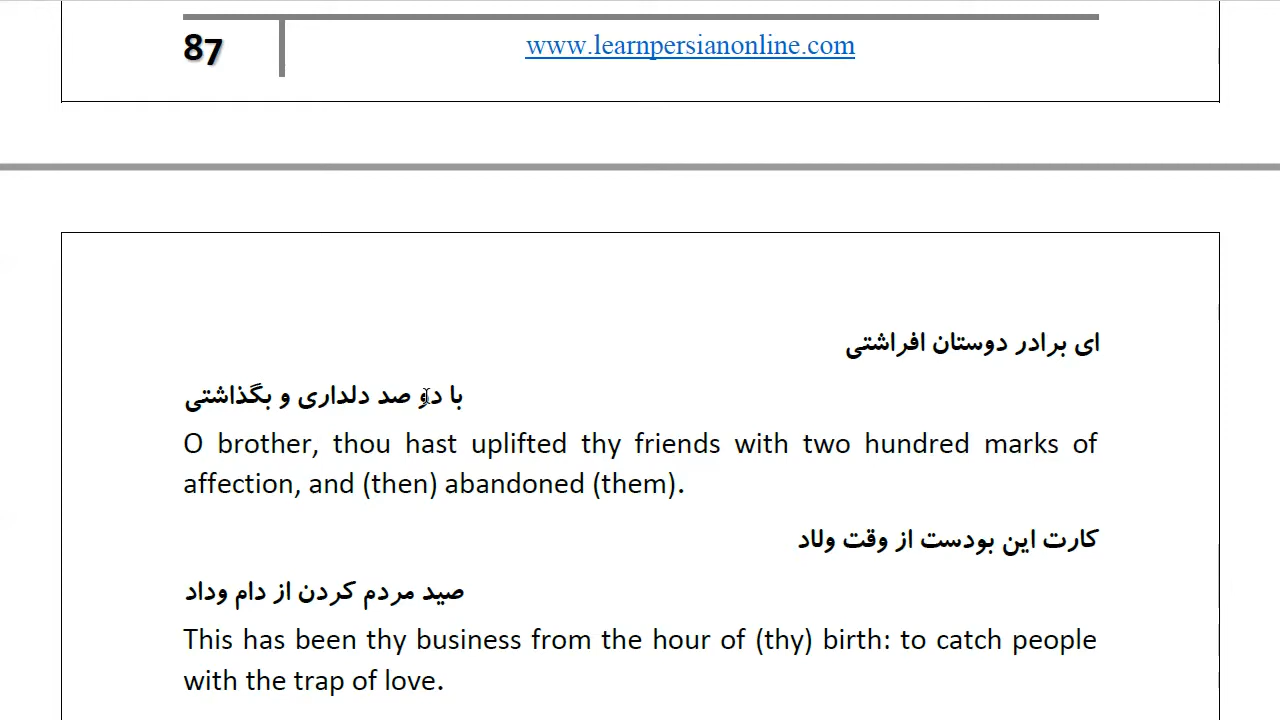 87
www.learnpersianonline.com
ای برادر دوستان افراشتی
با دو صد دلداری و بگذاشتی
O brother, thou hast uplifted thy friends with two hundred marks of
affection, and (then) abandoned (them).
کارت این بودست از وقت ولاد
صید مردم کردن از دام وداد
This has been thy business from the hour of (thy) birth: to catch people
with the trap of love.